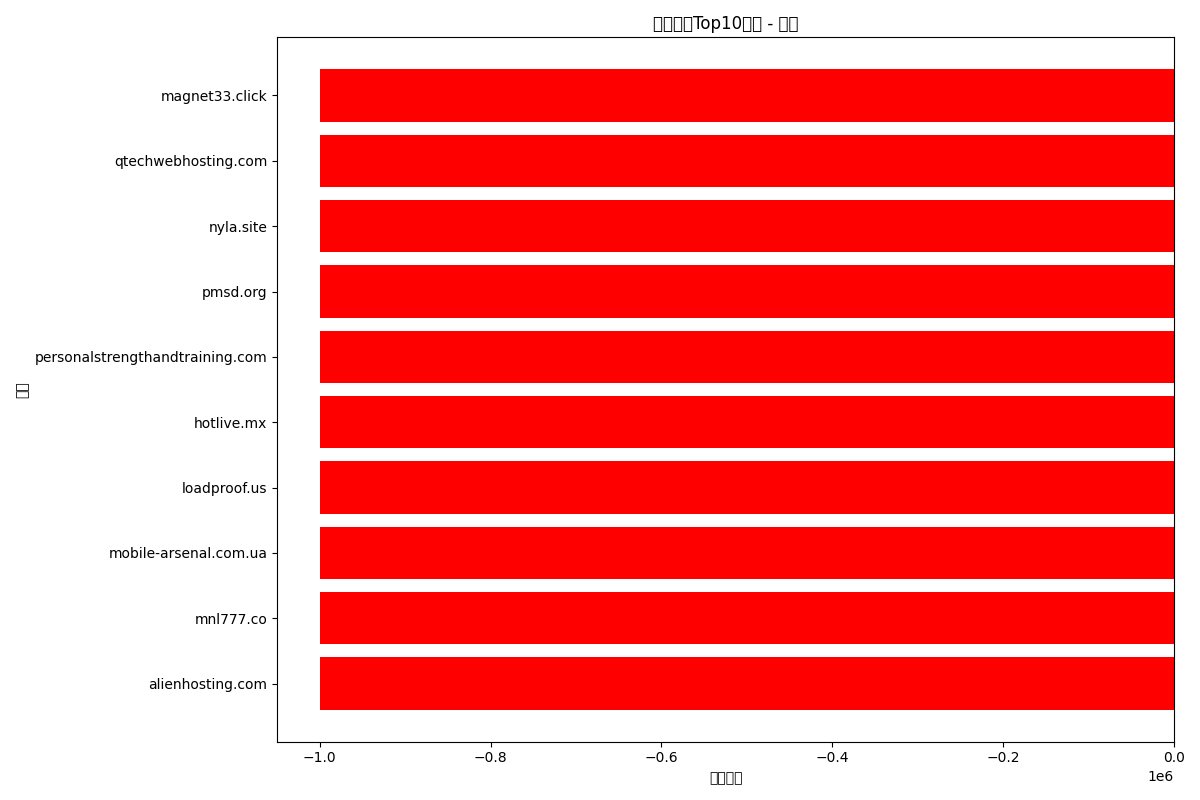 Top10 -
magnet33.click
qtechwebhosting.com
nyla.site
pmsd.org
personalstrengthandtraining.com
hotlive.mx
loadproof.us
mobile-arsenal.com.ua
mnl777.co
alienhosting.com
−1.0 −0.8 −0.6 −0.4 −0.2 0.0
1e6